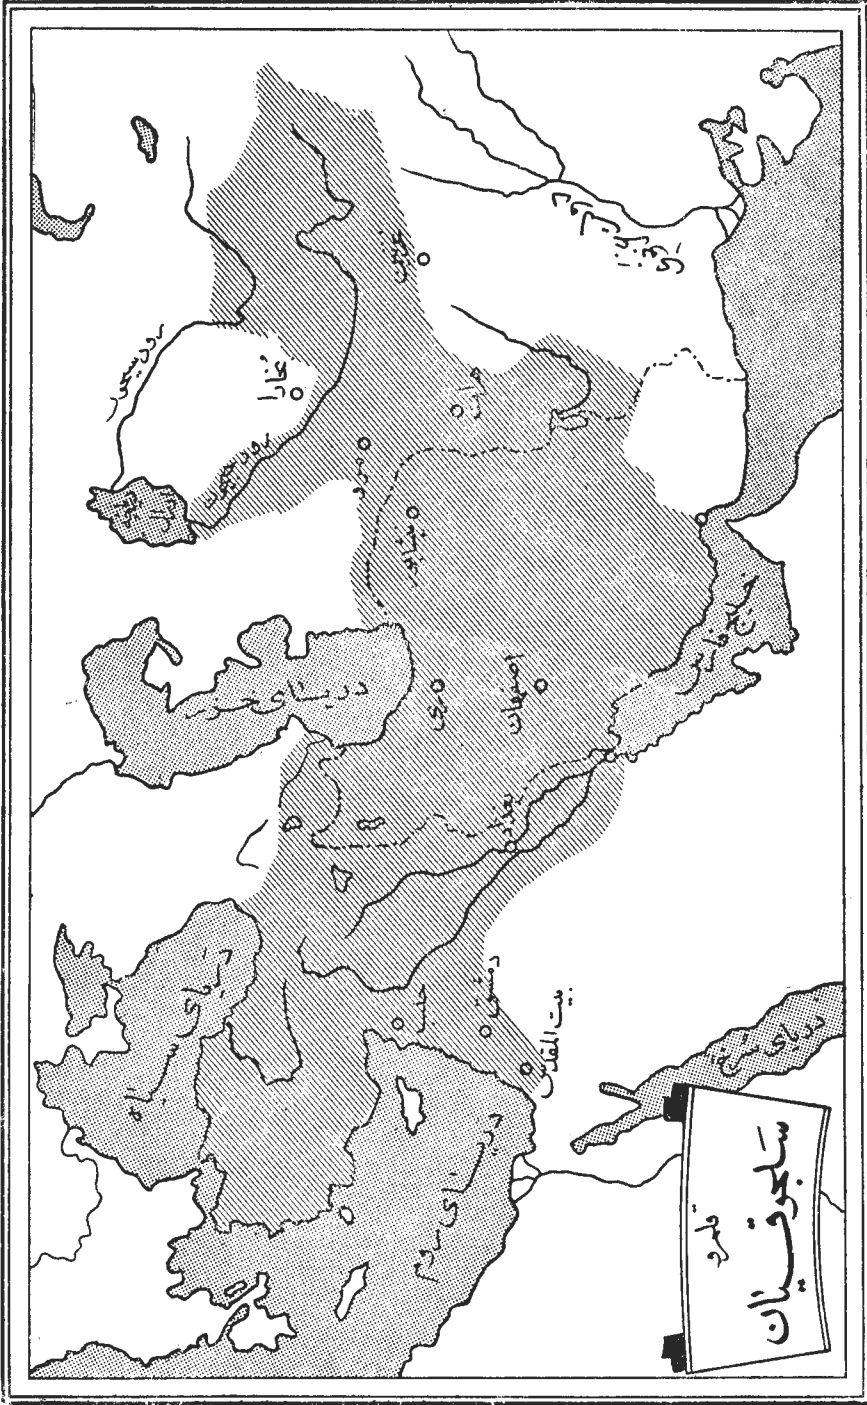 قلمرو
سلجوقیان
دریای سیاه
دریای روم
دریای سرخ
دریای خزر
خلیج فارس
رود سیحون
رود جیحون
بخارا
غزنین
هرات
مرو
نیشابور
ری
اصفهان
بغداد
حلب
دمشق
بیت المقدس